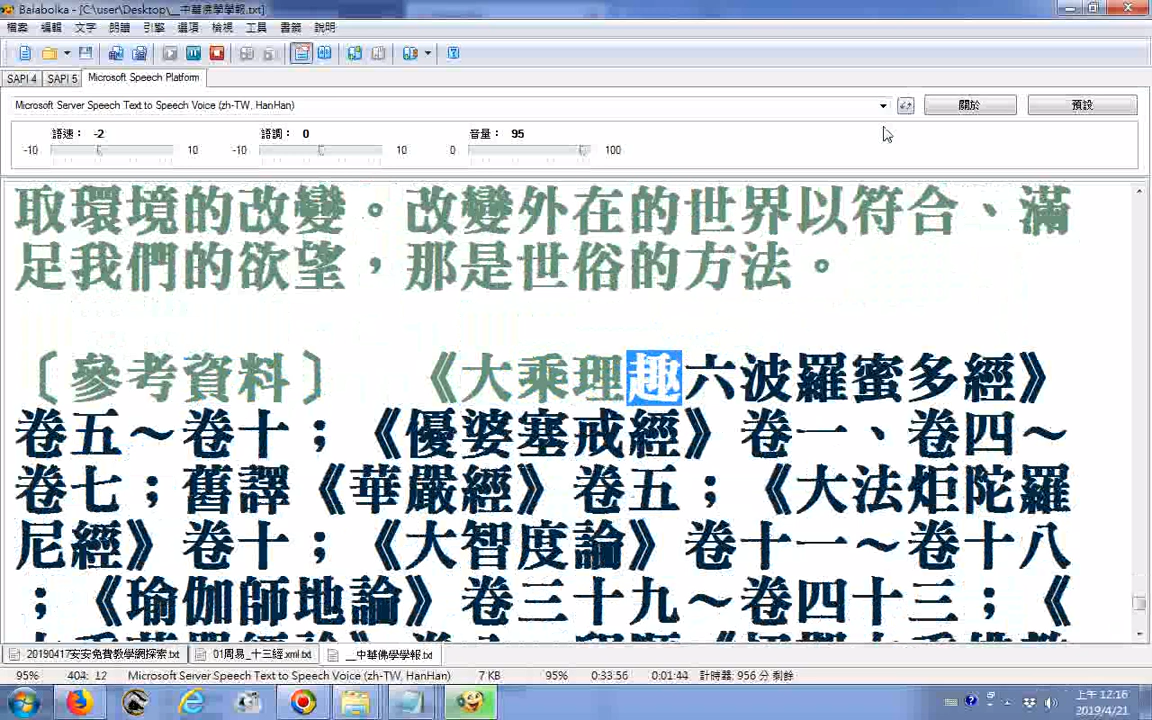 Balabolka - [C:\user\Desktop\__中華佛學學報.txt]
檔案 編輯 文字 朗讀 引擎 選項 檢視 工具 書籤 說明
SAPI 4 SAPI 5 Microsoft Speech Platform
Microsoft Server Speech Text to Speech Voice (zh-TW, HanHan)
關於 預設
語速： -2 語調： 0 音量： 95
-10 10 -10 10 0 100
取環境的改變。改變外在的世界以符合、滿
足我們的欲望，那是世俗的方法。
〔參考資料〕 《大乘理趣六波羅蜜多經》
卷五～卷十；《優婆塞戒經》卷一、卷四～
卷七；舊譯《華嚴經》卷五；《大法炬陀羅
尼經》卷十；《大智度論》卷十一～卷十八
；《瑜伽師地論》卷三十九～卷四十三；《
20190417安安免費教學網探索.txt 01周易_十三經.xml.txt __中華佛學學報.txt
95% 404: 12 Microsoft Server Speech Text to Speech Voice (zh-TW, HanHan) 7 KB 95% 0:33:56 0:01:44 計時器: 956 分 剩餘
上午 12:16
2019/4/21